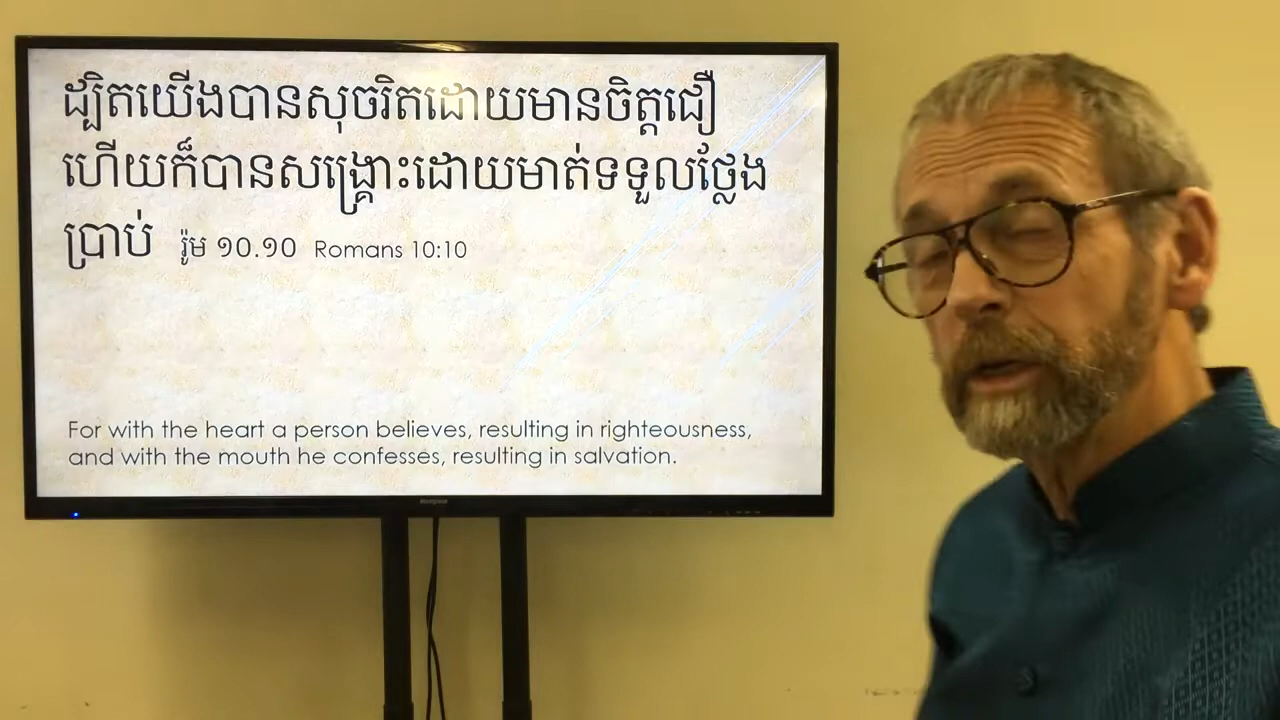 ដ្បិតយើងបានសុចរិតដោយមានចិត្តជឿ
ហើយក៏បានសង្គ្រោះដោយមាត់ទទួលថ្លែង
ប្រាប់ រ៉ូម ១០.១០ Romans 10:10
For with the heart a person believes, resulting in righteousness,
and with the mouth he confesses, resulting in salvation.